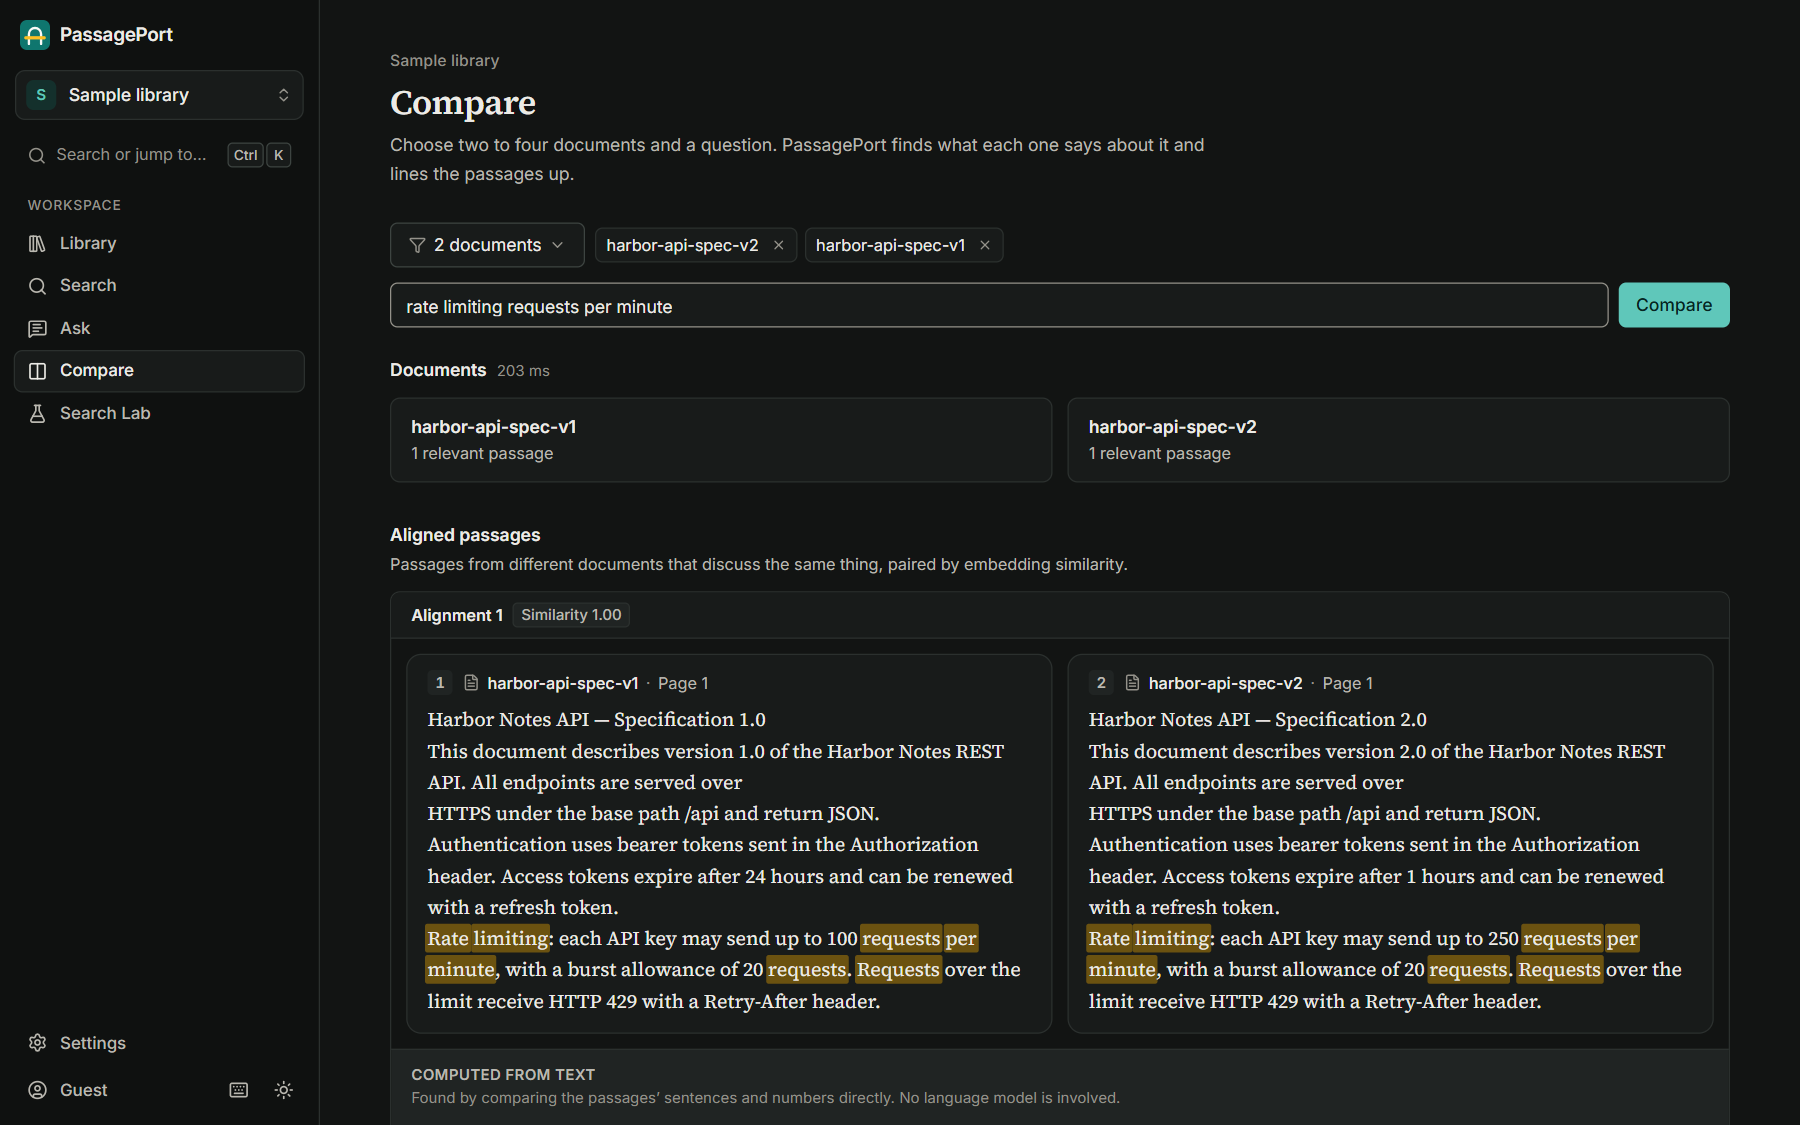 PassagePort
S Sample library
Search or jump to... Ctrl K
WORKSPACE
Library
Search
Ask
Compare
Search Lab
Settings
Guest
Sample library
Compare
Choose two to four documents and a question. PassagePort finds what each one says about it and
lines the passages up.
2 documents harbor-api-spec-v2 × harbor-api-spec-v1 ×
rate limiting requests per minute Compare
Documents 203 ms
harbor-api-spec-v1
1 relevant passage
harbor-api-spec-v2
1 relevant passage
Aligned passages
Passages from different documents that discuss the same thing, paired by embedding similarity.
Alignment 1 Similarity 1.00
1 harbor-api-spec-v1 · Page 1
Harbor Notes API — Specification 1.0
This document describes version 1.0 of the Harbor Notes REST
API. All endpoints are served over
HTTPS under the base path /api and return JSON.
Authentication uses bearer tokens sent in the Authorization
header. Access tokens expire after 24 hours and can be renewed
with a refresh token.
Rate limiting: each API key may send up to 100 requests per
minute, with a burst allowance of 20 requests. Requests over the
limit receive HTTP 429 with a Retry-After header.
2 harbor-api-spec-v2 · Page 1
Harbor Notes API — Specification 2.0
This document describes version 2.0 of the Harbor Notes REST
API. All endpoints are served over
HTTPS under the base path /api and return JSON.
Authentication uses bearer tokens sent in the Authorization
header. Access tokens expire after 1 hours and can be renewed
with a refresh token.
Rate limiting: each API key may send up to 250 requests per
minute, with a burst allowance of 20 requests. Requests over the
limit receive HTTP 429 with a Retry-After header.
COMPUTED FROM TEXT
Found by comparing the passages’ sentences and numbers directly. No language model is involved.